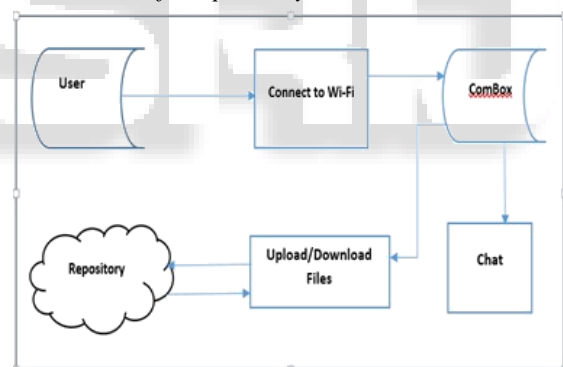 User
Connect to Wi-Fi
ComBox
Repository
Upload/Download
Files
Chat